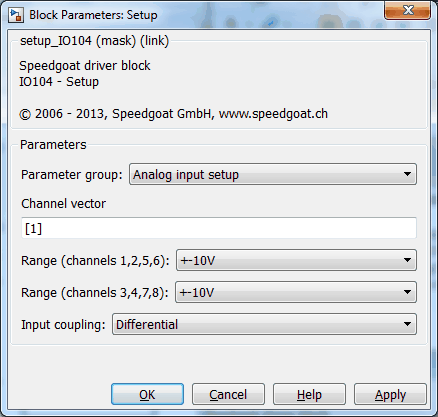 Block Parameters: Setup
setup_IO104 (mask) (link)
Speedgoat driver block
IO104 - Setup
© 2006 - 2013, Speedgoat GmbH, www.speedgoat.ch
Parameters
Parameter group: Analog input setup
Channel vector
[1]
Range (channels 1,2,5,6): +-10V
Range (channels 3,4,7,8): +-10V
Input coupling: Differential
OK Cancel Help Apply